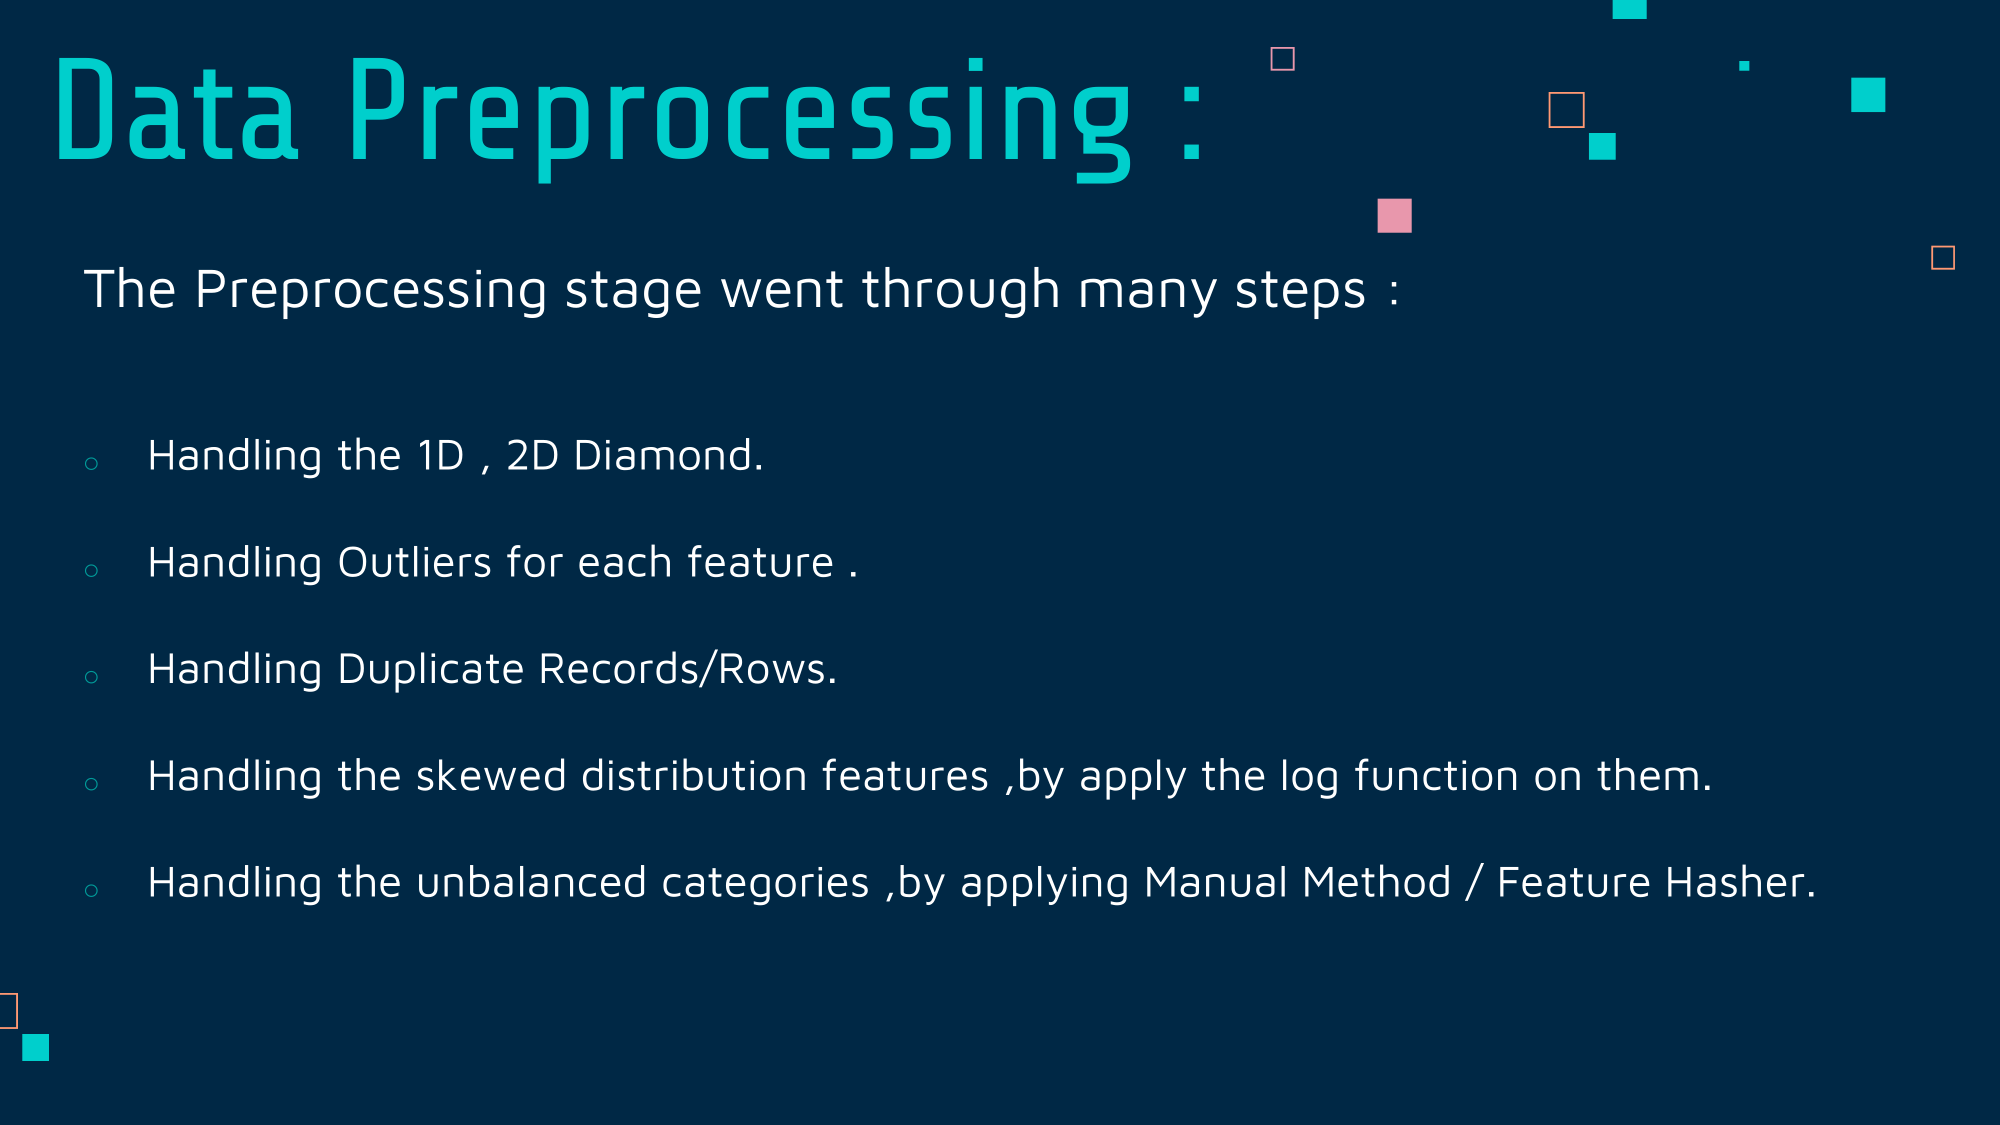 Data Preprocessing :
The Preprocessing stage went through many steps :
○ Handling the 1D , 2D Diamond.
○ Handling Outliers for each feature .
○ Handling Duplicate Records/Rows.
○ Handling the skewed distribution features ,by apply the log function on them.
○ Handling the unbalanced categories ,by applying Manual Method / Feature Hasher.